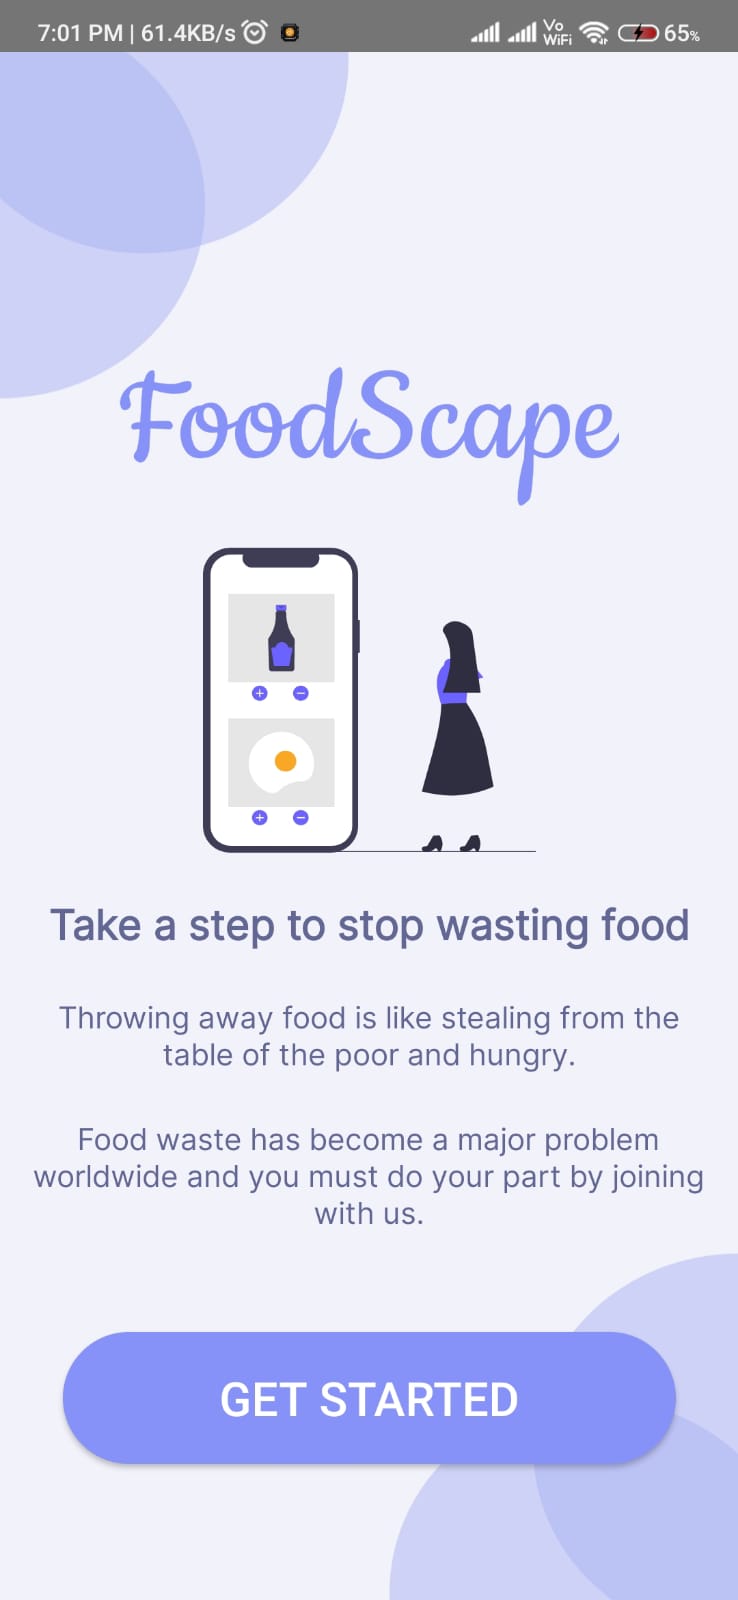 7:01 PM | 61.4KB/s Vo WiFi 65%
FoodScape
Take a step to stop wasting food
Throwing away food is like stealing from the
table of the poor and hungry.
Food waste has become a major problem
worldwide and you must do your part by joining
with us.
GET STARTED